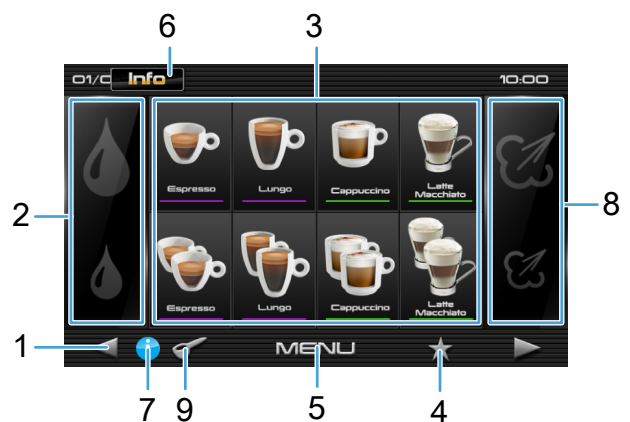 6 3
01/0 Info 10:00
Espresso Lungo Cappuccino Latte
Macchiato
2 8
Espresso Lungo Cappuccino Latte
Macchiato
1 MENU
7 9 5 4